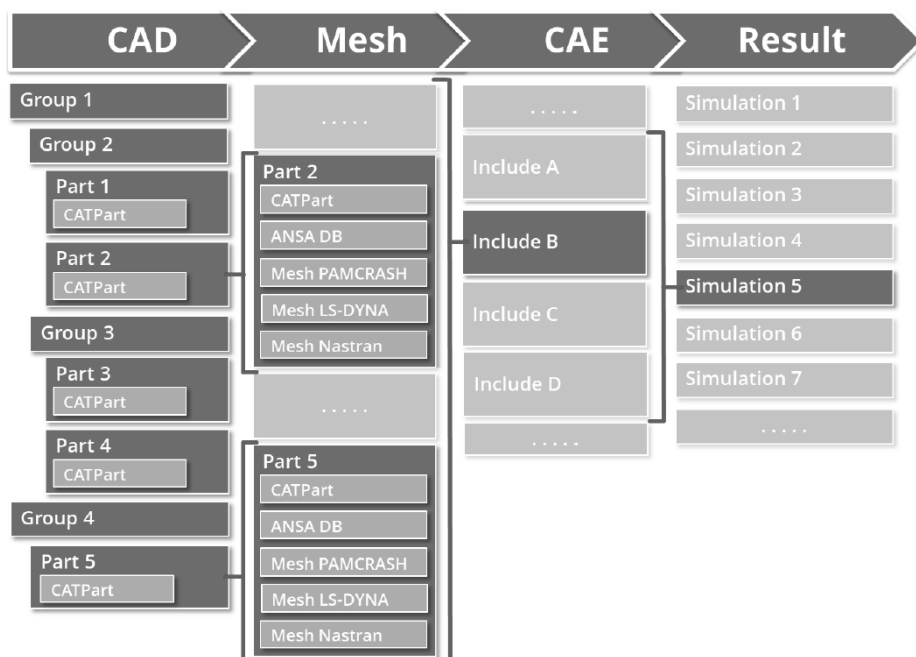 CAD
Mesh
CAE
Result
Group 1
Group 2
Part 1
CATPart
Part 2
CATPart
Group 3
Part 3
CATPart
Part 4
CATPart
Group 4
Part 5
CATPart
. . . . .
Part 2
CATPart
ANSA DB
Mesh PAMCRASH
Mesh LS-DYNA
Mesh Nastran
. . . . .
Part 5
CATPart
ANSA DB
Mesh PAMCRASH
Mesh LS-DYNA
Mesh Nastran
. . . . .
Include A
Include B
Include C
Include D
. . . . .
Simulation 1
Simulation 2
Simulation 3
Simulation 4
Simulation 5
Simulation 6
Simulation 7
. . . . .